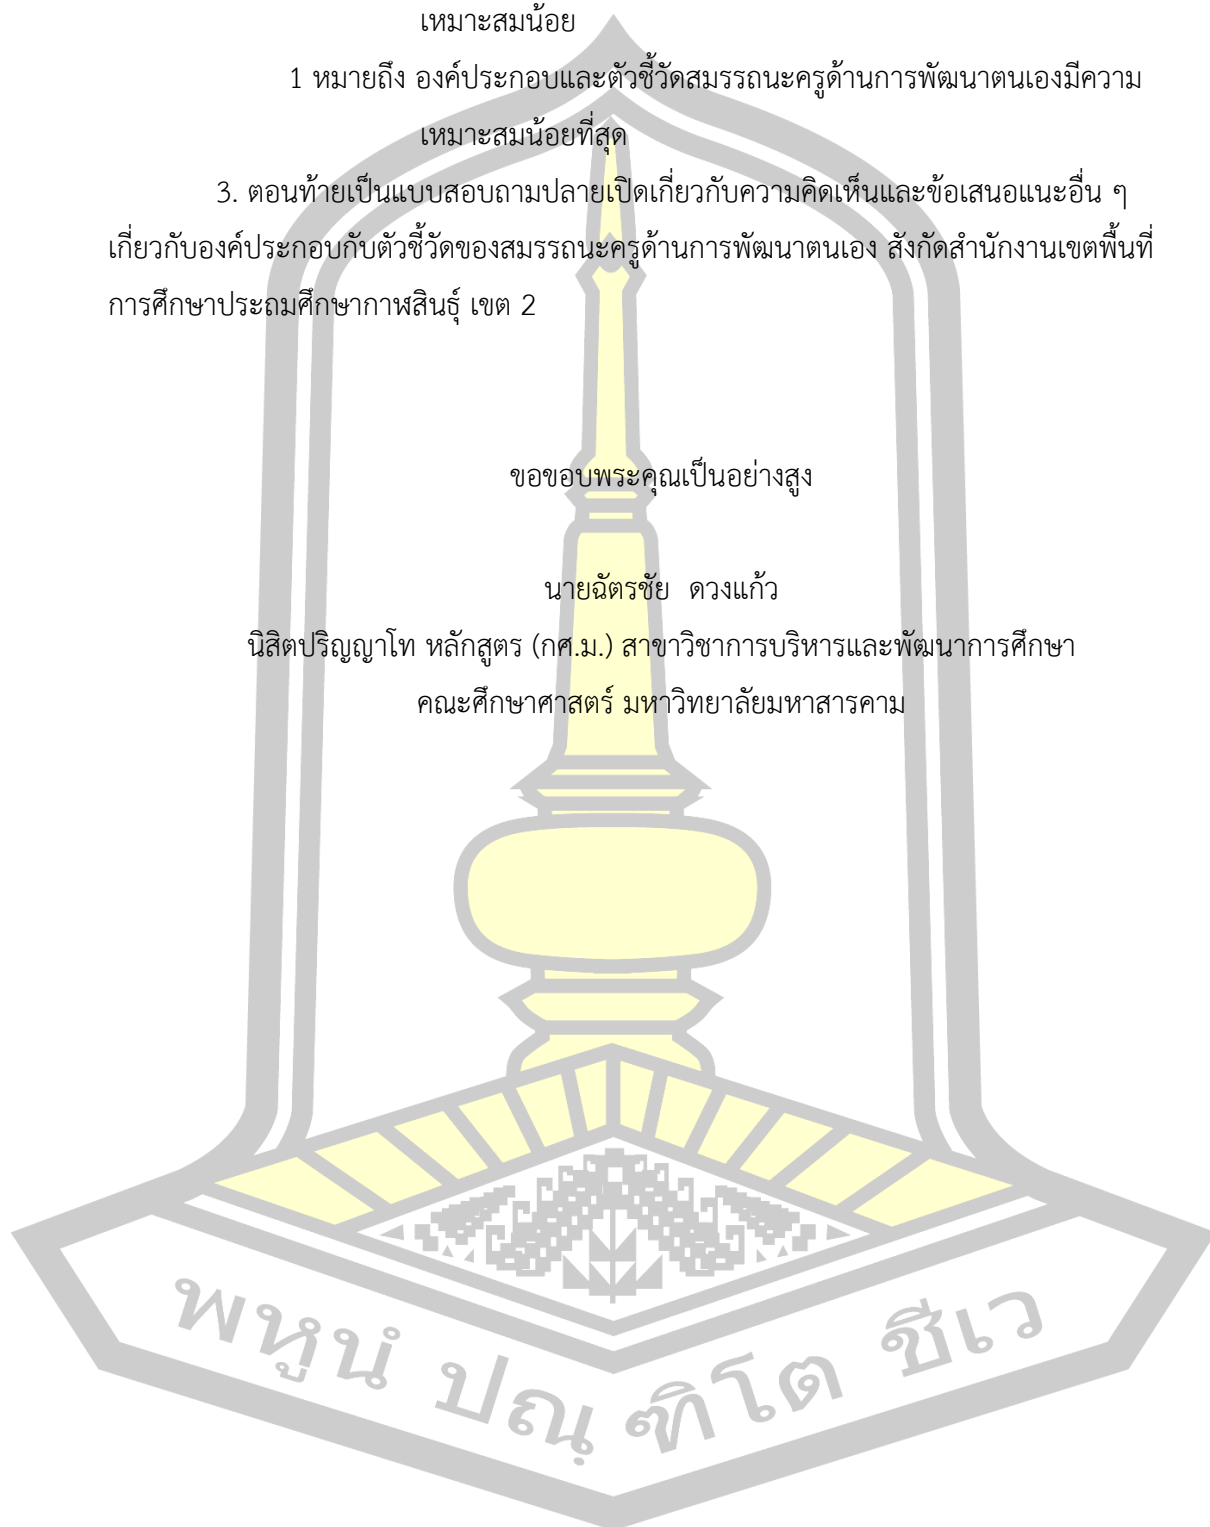 เหมาะสมน้อย
1 หมายถึง องค์ประกอบและตัวชี้วัดสมรรถนะครูด้านการพัฒนาตนเองมีความ
เหมาะสมน้อยที่สุด
3. ตอนท้ายเป็นแบบสอบถามปลายเปิดเกี่ยวกับความคิดเห็นและข้อเสนอแนะอื่น ๆ
เกี่ยวกับองค์ประกอบกับตัวชี้วัดของสมรรถนะครูด้านการพัฒนาตนเอง สังกัดสำนักงานเขตพื้นที่
การศึกษาประถมศึกษากาฬสินธุ์ เขต 2
ขอขอบพระคุณเป็นอย่างสูง
นายฉัตรชัย ดวงแก้ว
นิสิตปริญญาโท หลักสูตร (กศ.ม.) สาขาวิชาการบริหารและพัฒนาการศึกษา
คณะศึกษาศาสตร์ มหาวิทยาลัยมหาสารคาม
พหูนํ ปณฺ ฑิโต ชีเว